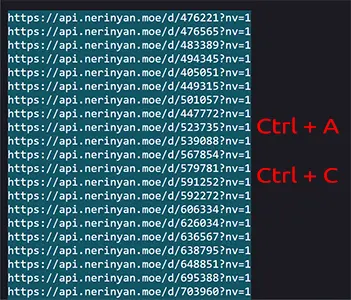 https://api.nerinyan.moe/d/476221?nv=1
https://api.nerinyan.moe/d/476565?nv=1
https://api.nerinyan.moe/d/483389?nv=1
https://api.nerinyan.moe/d/494345?nv=1
https://api.nerinyan.moe/d/405051?nv=1
https://api.nerinyan.moe/d/449315?nv=1
https://api.nerinyan.moe/d/501057?nv=1
https://api.nerinyan.moe/d/447772?nv=1
https://api.nerinyan.moe/d/523735?nv=1
Ctrl + A
https://api.nerinyan.moe/d/539088?nv=1
https://api.nerinyan.moe/d/567854?nv=1
https://api.nerinyan.moe/d/579781?nv=1
Ctrl + C
https://api.nerinyan.moe/d/591252?nv=1
https://api.nerinyan.moe/d/592272?nv=1
https://api.nerinyan.moe/d/606334?nv=1
https://api.nerinyan.moe/d/626034?nv=1
https://api.nerinyan.moe/d/636567?nv=1
https://api.nerinyan.moe/d/638795?nv=1
https://api.nerinyan.moe/d/648851?nv=1
https://api.nerinyan.moe/d/695388?nv=1
https://api.nerinyan.moe/d/703960?nv=1